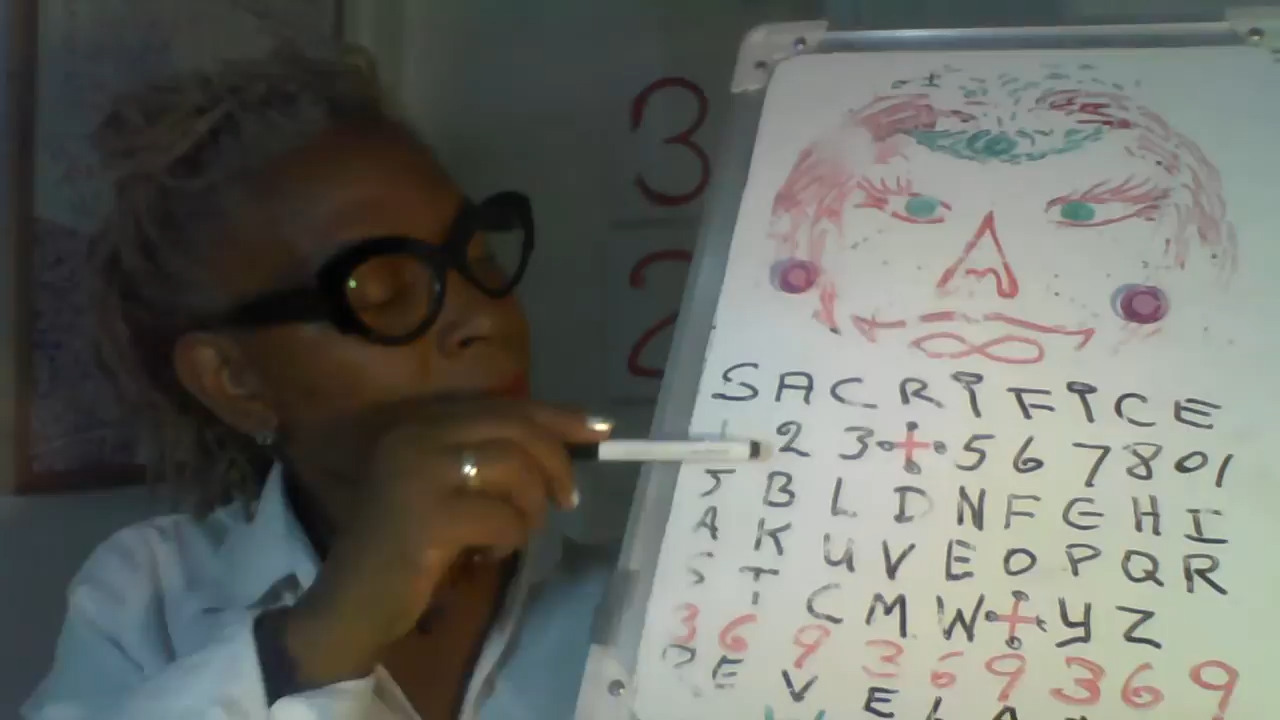 3
2
SACRIFICE
1 2 3 + 5 6 7 8 01
J B L D N F G H I
A K U V E O P Q R
S T C M W + Y Z
3 6 9 3 6 9 3 6 9